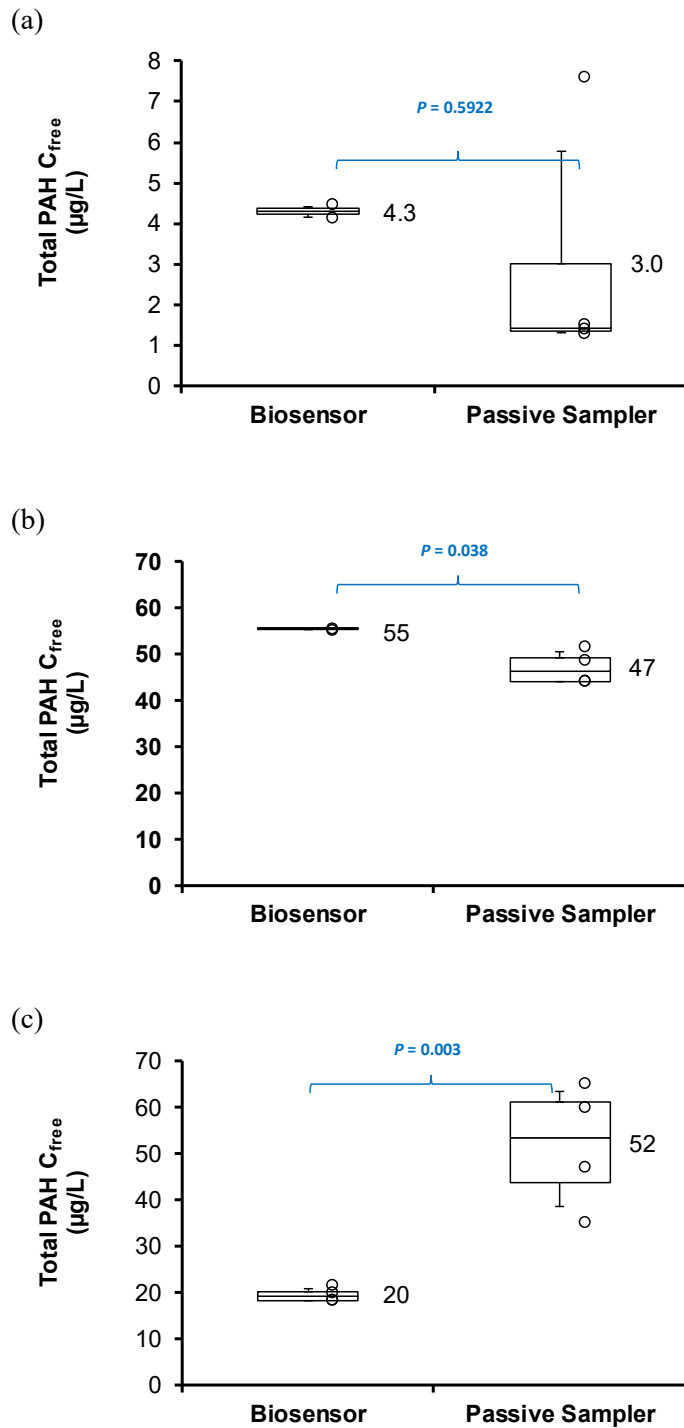 (a)
Total PAH Cfree
(µg/L)
8
7
6
5
4
3
2
1
0
P = 0.5922
4.3
3.0
Biosensor
Passive Sampler
(b)
Total PAH Cfree
(µg/L)
70
60
50
40
30
20
10
0
P = 0.038
55
47
Biosensor
Passive Sampler
(c)
Total PAH Cfree
(µg/L)
70
60
50
40
30
20
10
0
P = 0.003
52
20
Biosensor
Passive Sampler